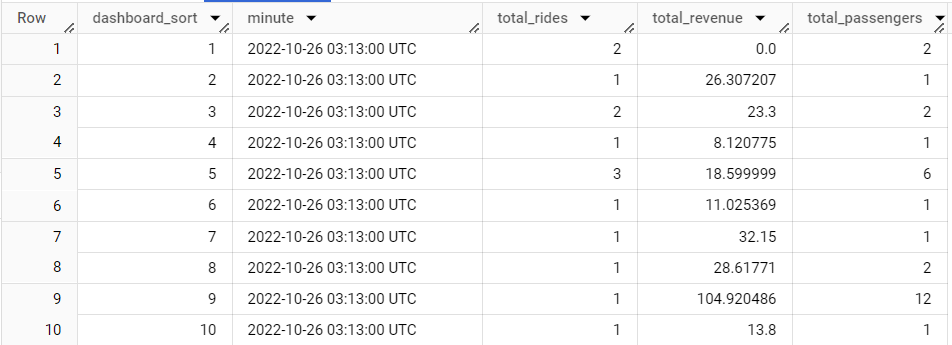 Row dashboard_sort minute total_rides total_revenue total_passengers
1 1 2022-10-26 03:13:00 UTC 2 0.0 2
2 2 2022-10-26 03:13:00 UTC 1 26.307207 1
3 3 2022-10-26 03:13:00 UTC 2 23.3 2
4 4 2022-10-26 03:13:00 UTC 1 8.120775 1
5 5 2022-10-26 03:13:00 UTC 3 18.599999 6
6 6 2022-10-26 03:13:00 UTC 1 11.025369 1
7 7 2022-10-26 03:13:00 UTC 1 32.15 1
8 8 2022-10-26 03:13:00 UTC 1 28.61771 2
9 9 2022-10-26 03:13:00 UTC 1 104.920486 12
10 10 2022-10-26 03:13:00 UTC 1 13.8 1